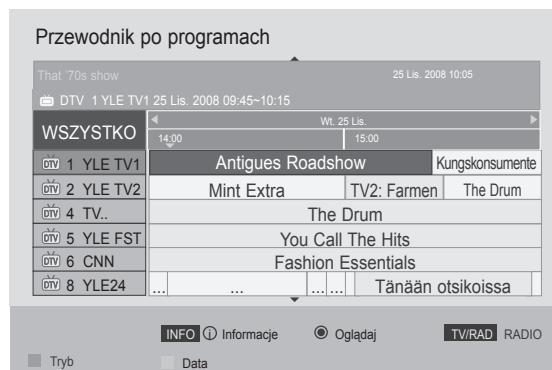 Przewodnik po programach
That '70s show 25 Lis. 2008 10:05
DTV 1 YLE TV1 25 Lis. 2008 09:45~10:15
WSZYSTKO
Wt. 25 Lis.
14:00 15:00
DTV 1 YLE TV1 Antigues Roadshow Kungskonsumente
DTV 2 YLE TV2 Mint Extra TV2: Farmen The Drum
DTV 4 TV.. The Drum
DTV 5 YLE FST You Call The Hits
DTV 6 CNN Fashion Essentials
DTV 8 YLE24 ... ... ... ... Tänään otsikoissa
INFO i Informacje Oglądaj TV/RAD RADIO
Tryb Data